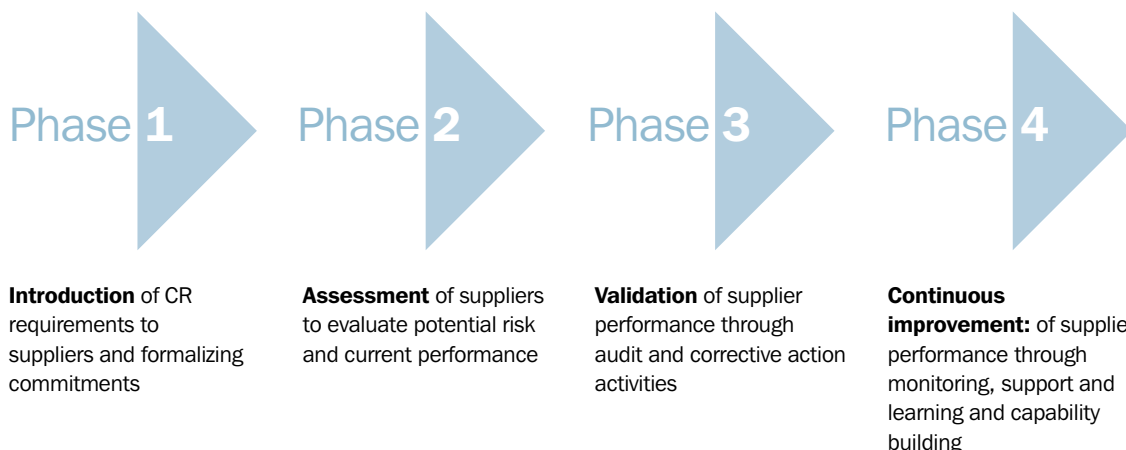 Phase 1
Phase 2
Phase 3
Phase 4
Introduction of CR
requirements to
suppliers and formalizing
commitments
Assessment of suppliers
to evaluate potential risk
and current performance
Validation of supplier
performance through
audit and corrective action
activities
Continuous
improvement: of supplie
performance through
monitoring, support and
learning and capability
building